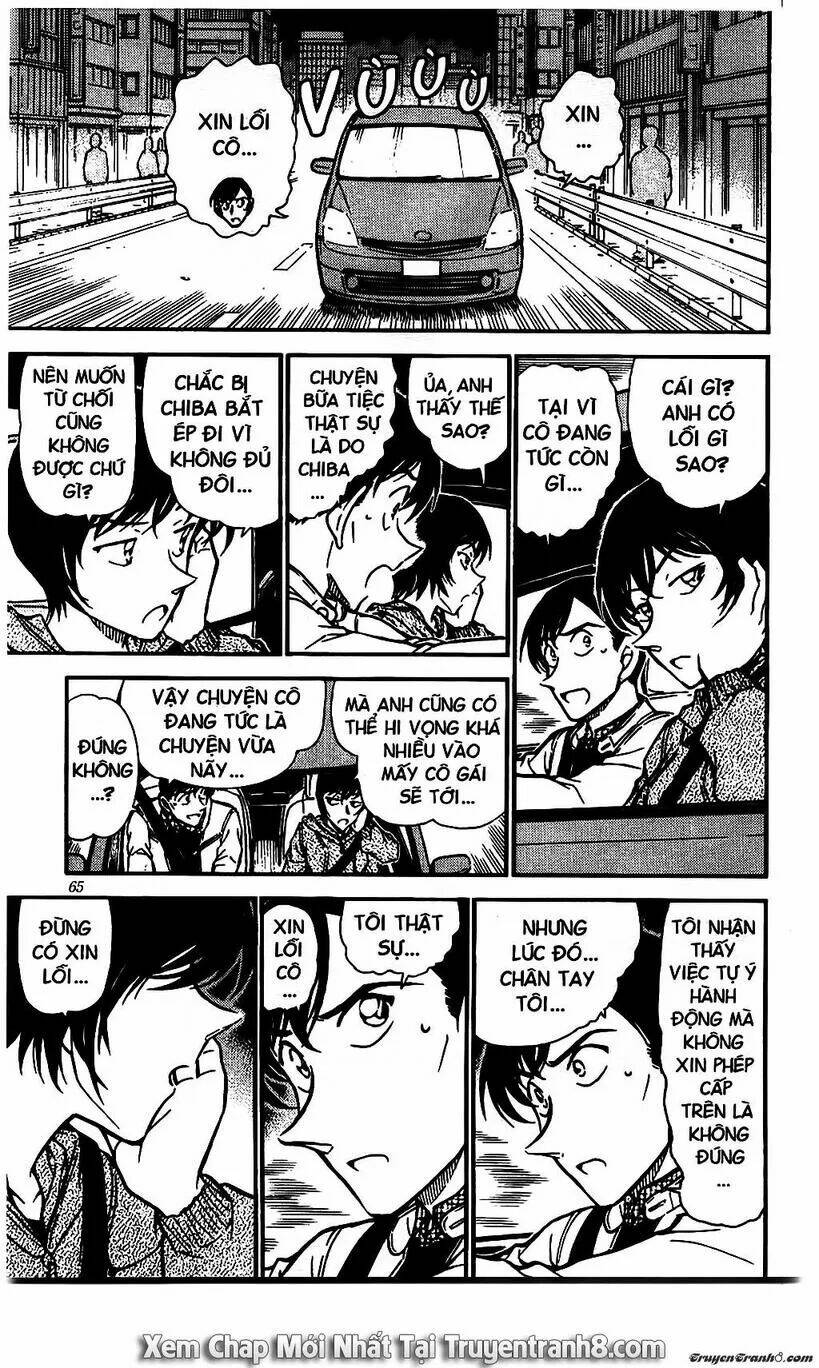 XIN
...
VÙÙÙ
XIN LỖI
CÔ...
CÁI GÌ?
ANH CÓ
LỖI GÌ
SAO?
TẠI VÌ
CÔ ĐANG
TỨC CÒN
GÌ...
ỦA, ANH
THẤY THẾ
SAO?
CHUYỆN
BỮA TIỆC
THẬT SỰ
LÀ DO
CHIBA
...
CHẮC BỊ
CHIBA BẮT
ÉP ĐI VÌ
KHÔNG ĐỦ
ĐÔI...
NÊN MUỐN
TỪ CHỐI
CŨNG
KHÔNG
ĐƯỢC CHỨ
GÌ?
MÀ ANH CŨNG CÓ
THỂ HI VỌNG KHÁ
NHIỀU VÀO
MẤY CÔ GÁI
SẼ TỚI...
VẬY CHUYỆN CÔ
ĐANG TỨC LÀ
CHUYỆN VỪA
NÃY...
ĐÚNG
KHÔNG
...?
65
TÔI NHẬN
THẤY
VIỆC TỰ Ý
HÀNH
ĐỘNG MÀ
KHÔNG
XIN PHÉP
CẤP
TRÊN LÀ
KHÔNG
ĐÚNG
...
NHƯNG
LÚC ĐÓ...
CHÂN TAY
TÔI...
TÔI THẬT
SỰ...
XIN
LỖI
CÔ
...
ĐỪNG
CÓ XIN
LỖI...
Xem Chap Mới Nhất Tại Truyentranh8.com
TruyenTranh8.com